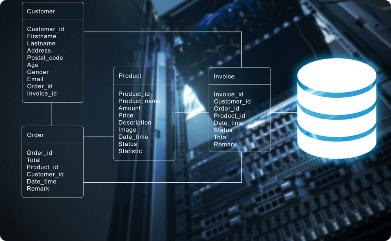 Customer
Customer_id
Firstname
Lastname
Address
Postal_code
Age
Gender
Email
Order_id
Invoice_id
Product
Product_id
Product_name
Amount
Price
Description
Image
Date_time
Status
Statistic
Invoice
Invoice_id
Customer_id
Order_id
Product_id
Date_time
Status
Total
Remark
Order
Order_id
Total
Product_id
Customer_id
Date_time
Remark